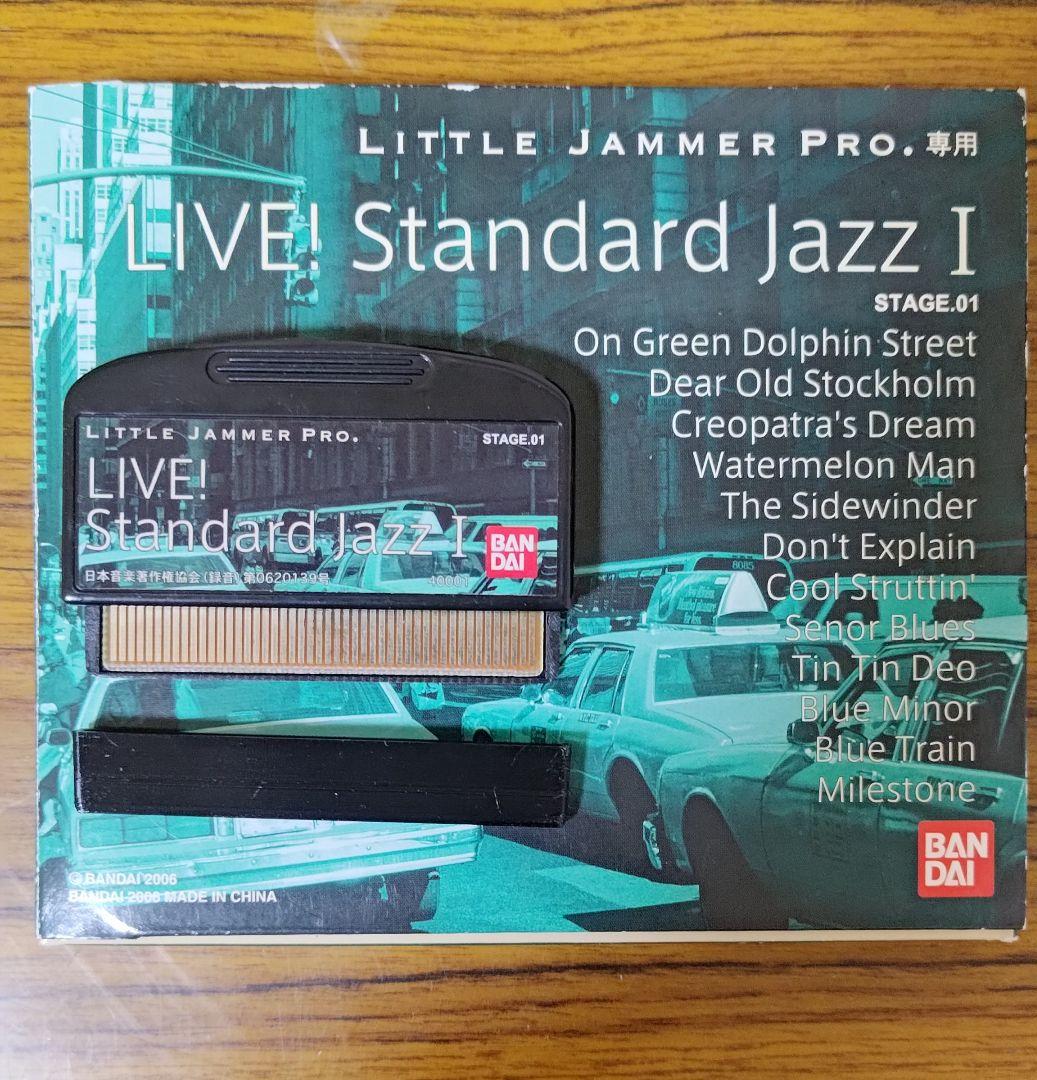 LITTLE JAMMER PRO. 専用
LIVE! Standard Jazz I
STAGE.01
On Green Dolphin Street
Dear Old Stockholm
Creopatra's Dream
Watermelon Man
The Sidewinder
Don't Explain
Cool Struttin'
Senor Blues
Tin Tin Deo
Blue Minor
Blue Train
Milestone
BAN
DAI
LITTLE JAMMER PRO.
STAGE.01
LIVE!
Standard Jazz I
BAN
DAI
日本音楽著作権協会(録音)第0620139号
40001
8085
© BANDAI 2006
BANDAI 2006 MADE IN CHINA